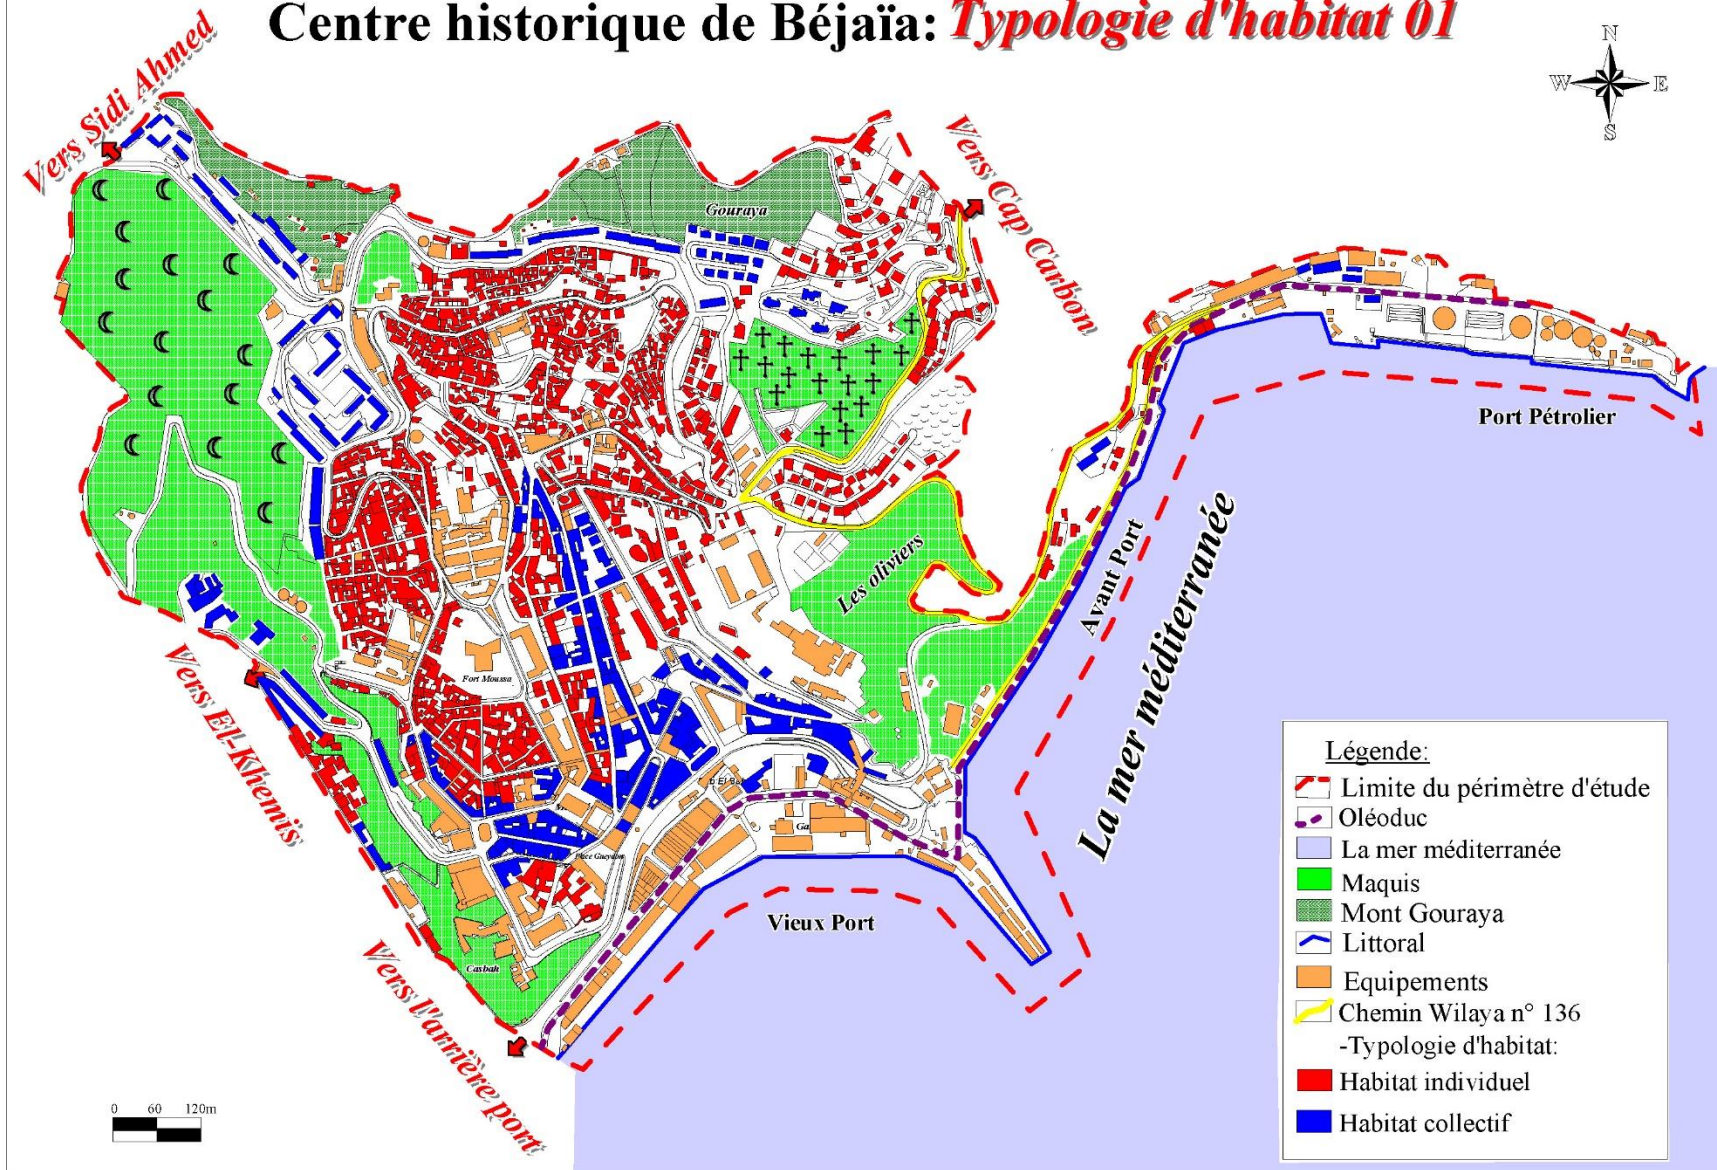 Centre historique de Béjaïa: Typologie d'habitat 01
N
W
E
S
Vers Sidi Ahmed
Vers Cap Carbon
Gouraya
Port Pétrolier
Les oliviers
Avant Port
La mer méditerranée
Fort Moussa
Vers El-Khemis
Place Gueydon
Vieux Port
Casbah
Vers l'arrière port
0 60 120m
Légende:
Limite du périmètre d'étude
Oléoduc
La mer méditerranée
Maquis
Mont Gouraya
Littoral
Equipements
Chemin Wilaya n° 136
-Typologie d'habitat:
Habitat individuel
Habitat collectif